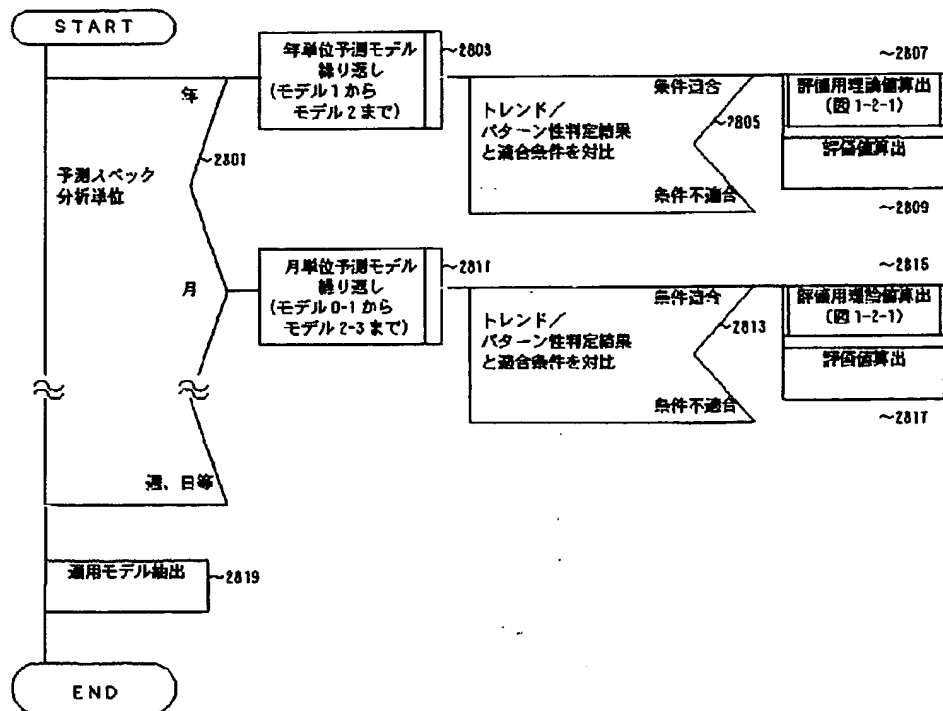 START
年単位予測モデル
繰り返し
(モデル1から
モデル2まで)
~2803
~2807
年
条件適合
評価用理論値算出
(図1-2-1)
トレンド/
パターン性判定結果
と適合条件を対比
~2805
~2801
評価値算出
予測スペック
分析単位
条件不適合
~2809
月単位予測モデル
繰り返し
(モデル0-1から
モデル2-3まで)
~2811
~2815
月
条件適合
評価用理論値算出
(図1-2-1)
トレンド/
パターン性判定結果
と適合条件を対比
~2813
評価値算出
条件不適合
~2817
週、日等
適用モデル抽出
~2819
END